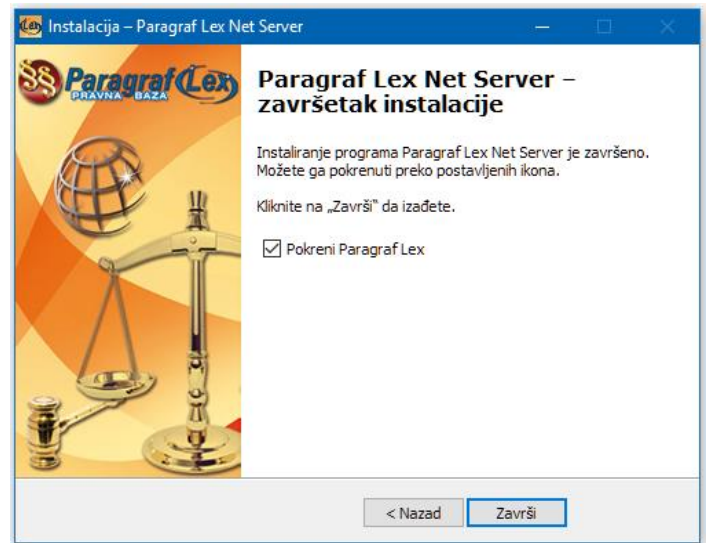 Instalacija – Paragraf Lex Net Server
§§ Paragraf Lex
PRAVNA BAZA
Paragraf Lex Net Server –
završetak instalacije
Instaliranje programa Paragraf Lex Net Server je završeno.
Možete ga pokrenuti preko postavljenih ikona.
Kliknite na „Završi“ da izađete.
Pokreni Paragraf Lex
< Nazad
Završi